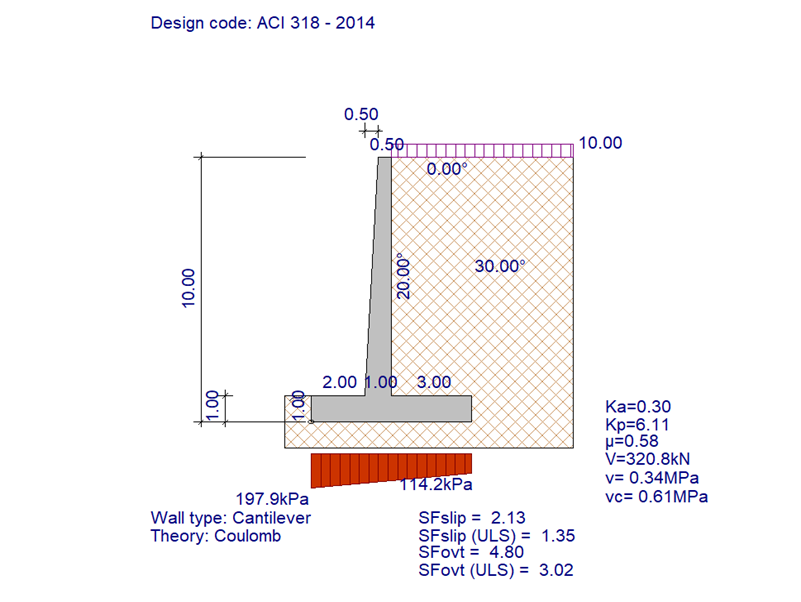 Design code: ACI 318 - 2014
0.50
0.50
10.00
0.00°
30.00°
20.00°
10.00
2.00 1.00 3.00
1.00
1.00
Ka=0.30
Kp=6.11
μ=0.58
V=320.8kN
v= 0.34MPa
vc= 0.61MPa
114.2kPa
197.9kPa
Wall type: Cantilever
Theory: Coulomb
SFslip = 2.13
SFslip (ULS) = 1.35
SFovt = 4.80
SFovt (ULS) = 3.02